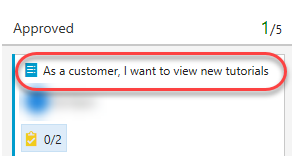 Approved 1/5
As a customer, I want to view new tutorials
0/2